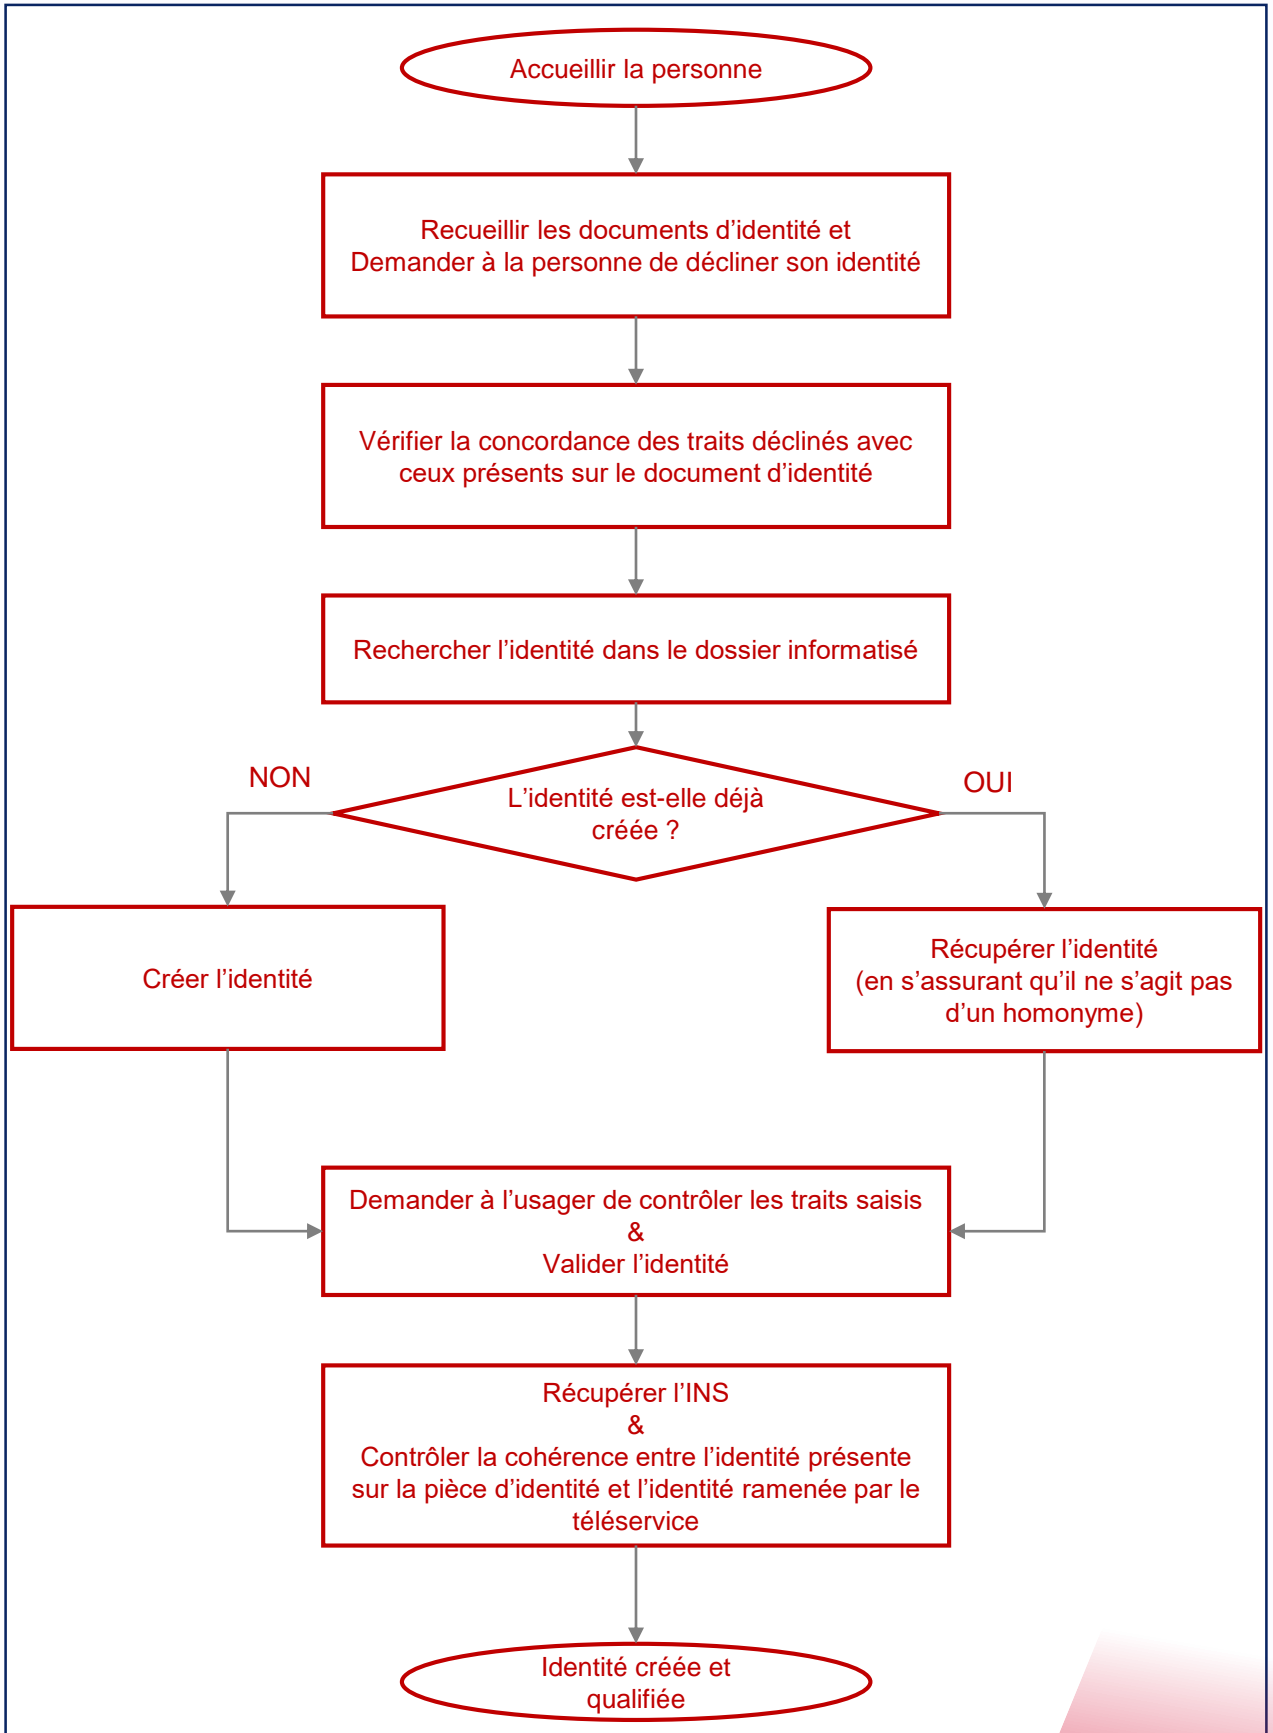 Accueillir la personne
Recueillir les documents d’identité et
Demander à la personne de décliner son identité
Vérifier la concordance des traits déclinés avec
ceux présents sur le document d’identité
Rechercher l’identité dans le dossier informatisé
L’identité est-elle déjà
créée ?
NON
OUI
Créer l’identité
Récupérer l’identité
(en s’assurant qu’il ne s’agit pas
d’un homonyme)
Demander à l’usager de contrôler les traits saisis
&
Valider l’identité
Récupérer l’INS
&
Contrôler la cohérence entre l’identité présente
sur la pièce d’identité et l’identité ramenée par le
téléservice
Identité créée et
qualifiée